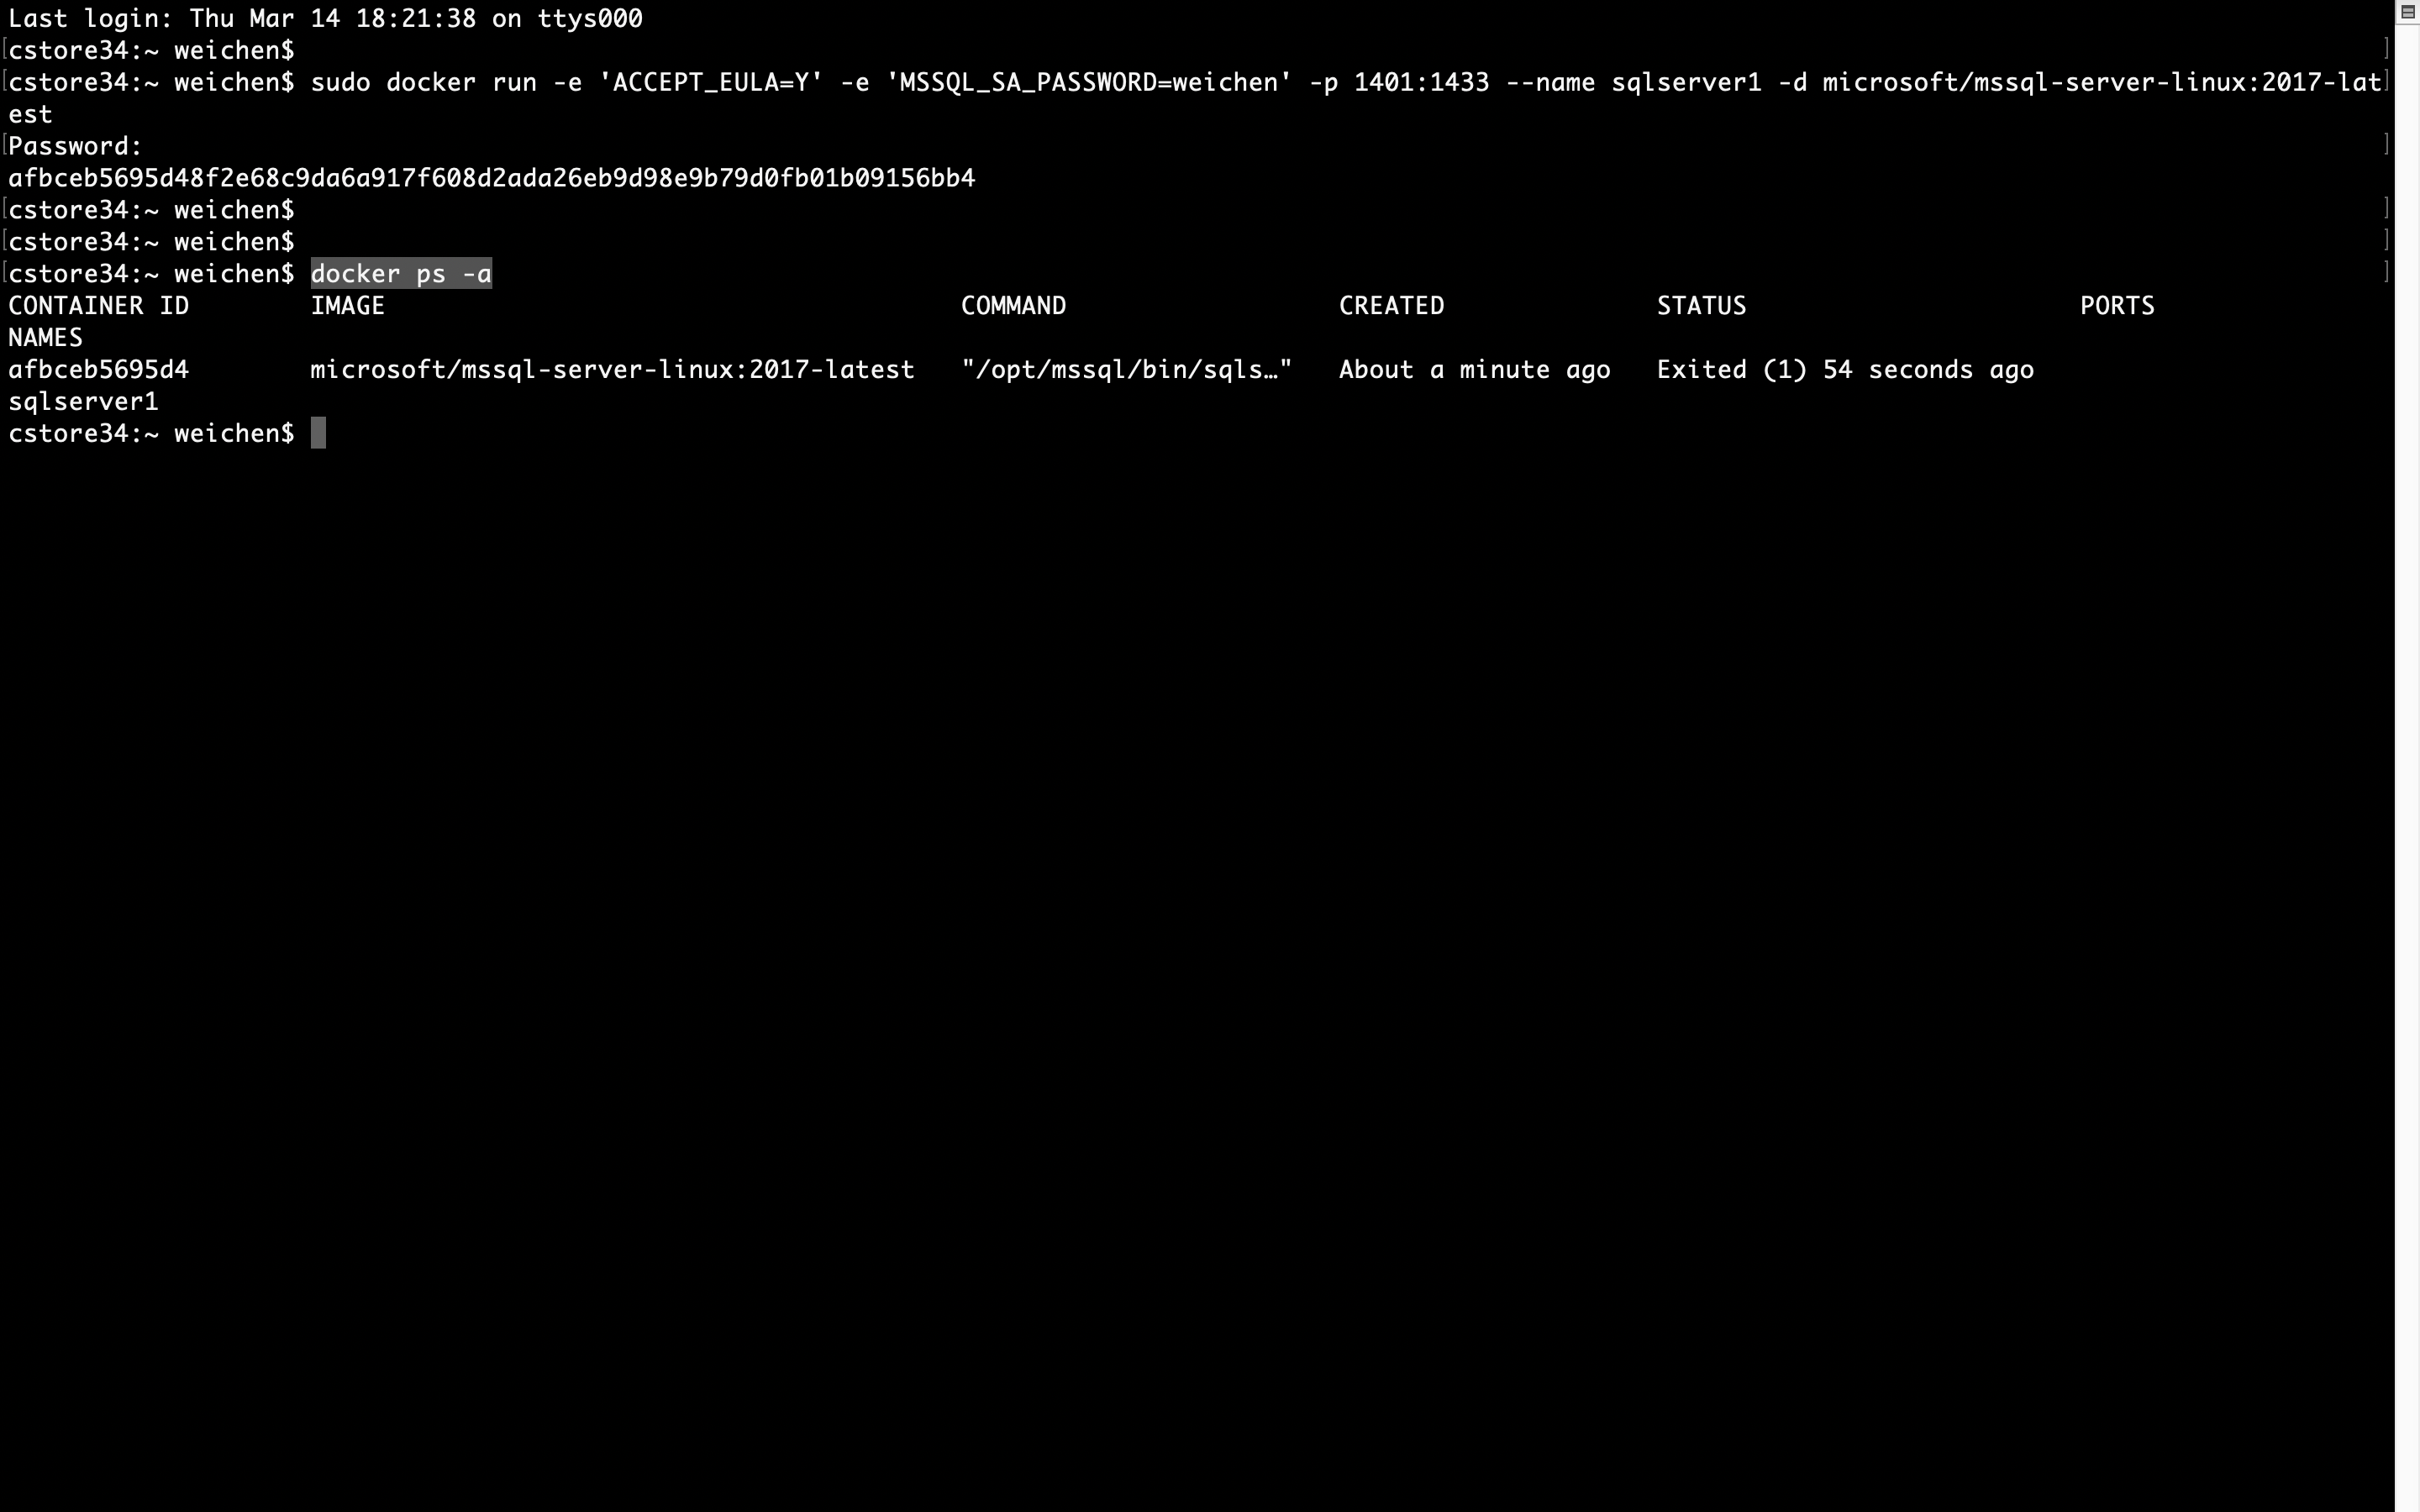 Last login: Thu Mar 14 18:21:38 on ttys000
[cstore34:~ weichen$ ]
[cstore34:~ weichen$ sudo docker run -e 'ACCEPT_EULA=Y' -e 'MSSQL_SA_PASSWORD=weichen' -p 1401:1433 --name sqlserver1 -d microsoft/mssql-server-linux:2017-lat]
est
[Password: ]
afbceb5695d48f2e68c9da6a917f608d2ada26eb9d98e9b79d0fb01b09156bb4
[cstore34:~ weichen$ ]
[cstore34:~ weichen$ ]
[cstore34:~ weichen$ docker ps -a ]
CONTAINER ID        IMAGE                                      COMMAND                  CREATED              STATUS                      PORTS
NAMES
afbceb5695d4        microsoft/mssql-server-linux:2017-latest   "/opt/mssql/bin/sqls…"   About a minute ago   Exited (1) 54 seconds ago
sqlserver1
cstore34:~ weichen$